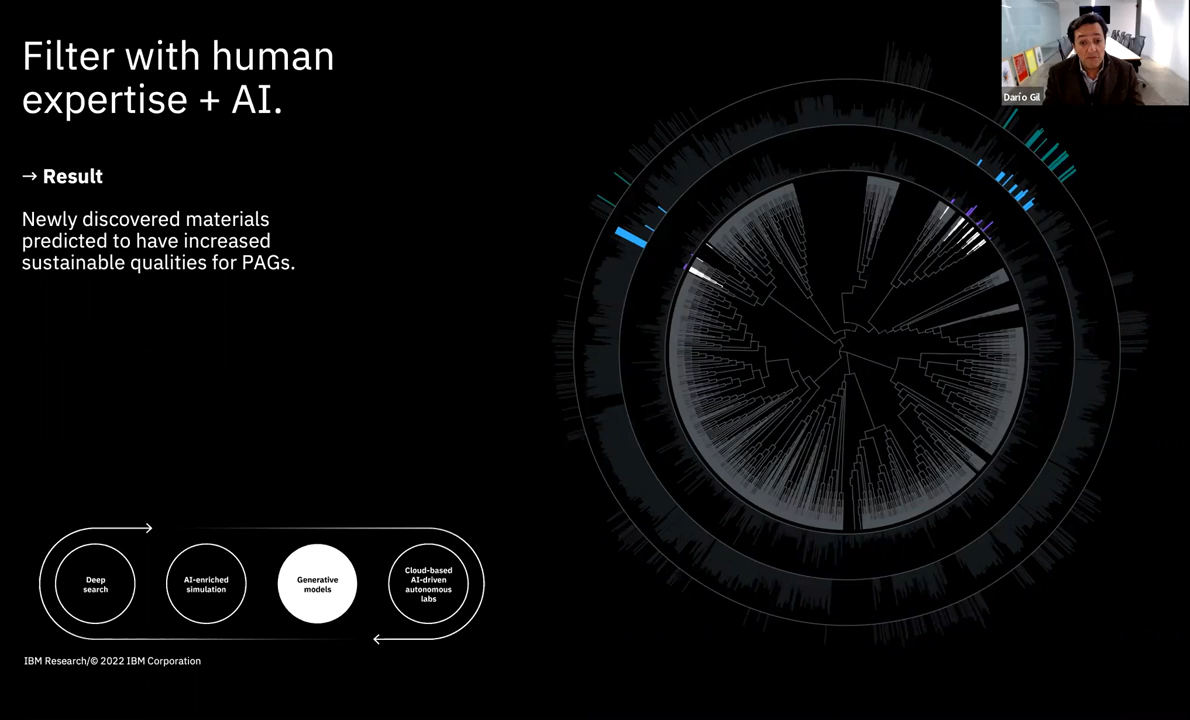 Filter with human
expertise + AI.
→ Result
Newly discovered materials
predicted to have increased
sustainable qualities for PAGs.
Deep
search
AI-enriched
simulation
Generative
models
Cloud-based
AI-driven
autonomous
labs
IBM Research/© 2022 IBM Corporation
Darío Gil